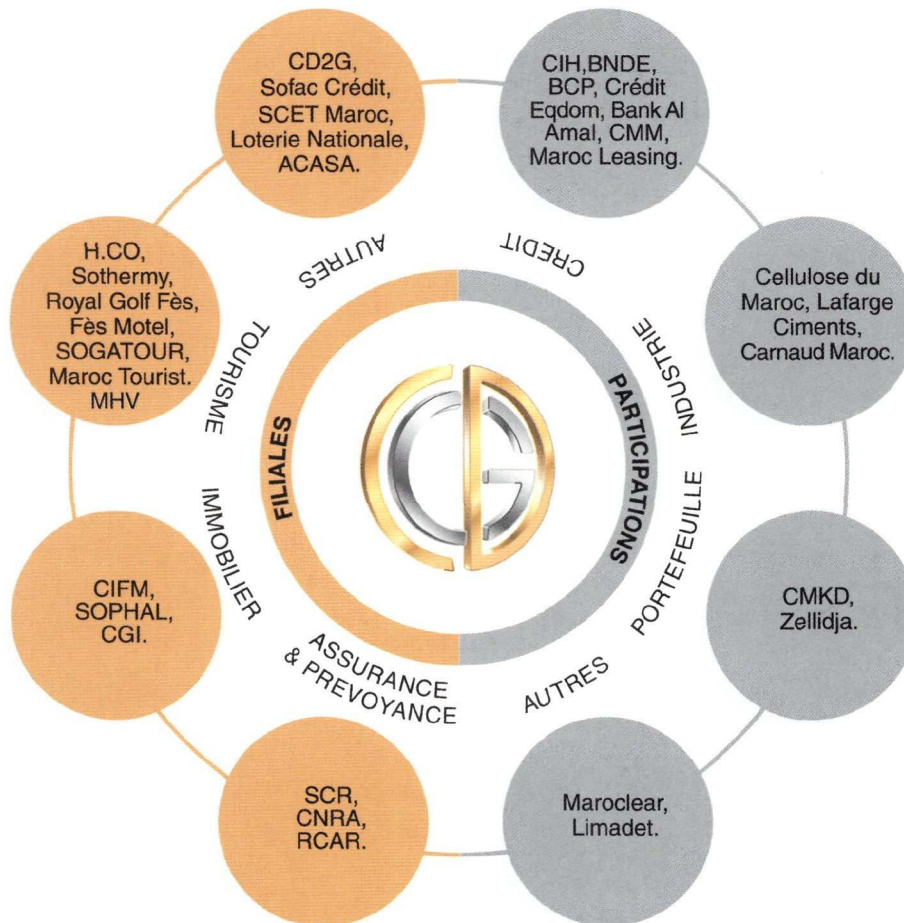 CD2G,
Sofac Crédit,
SCET Maroc,
Loterie Nationale,
ACASA.
CIH,BNDE,
BCP, Crédit
Eqdom, Bank Al
Amal, CMM,
Maroc Leasing.
H.CO,
Sothermy,
Royal Golf Fès,
Fès Motel,
SOGATOUR,
Maroc Tourist.
MHV
Cellulose du
Maroc, Lafarge
Ciments,
Carnaud Maroc.
AUTRES
CREDIT
TOURISME
INDUSTRIE
FILIALES
CDG
PARTICIPATIONS
IMMOBILIER
PORTEFEUILLE
CIFM,
SOPHAL,
CGI.
CMKD,
Zellidja.
ASSURANCE
& PREVOYANCE
AUTRES
SCR,
CNRA,
RCAR.
Maroclear,
Limadet.